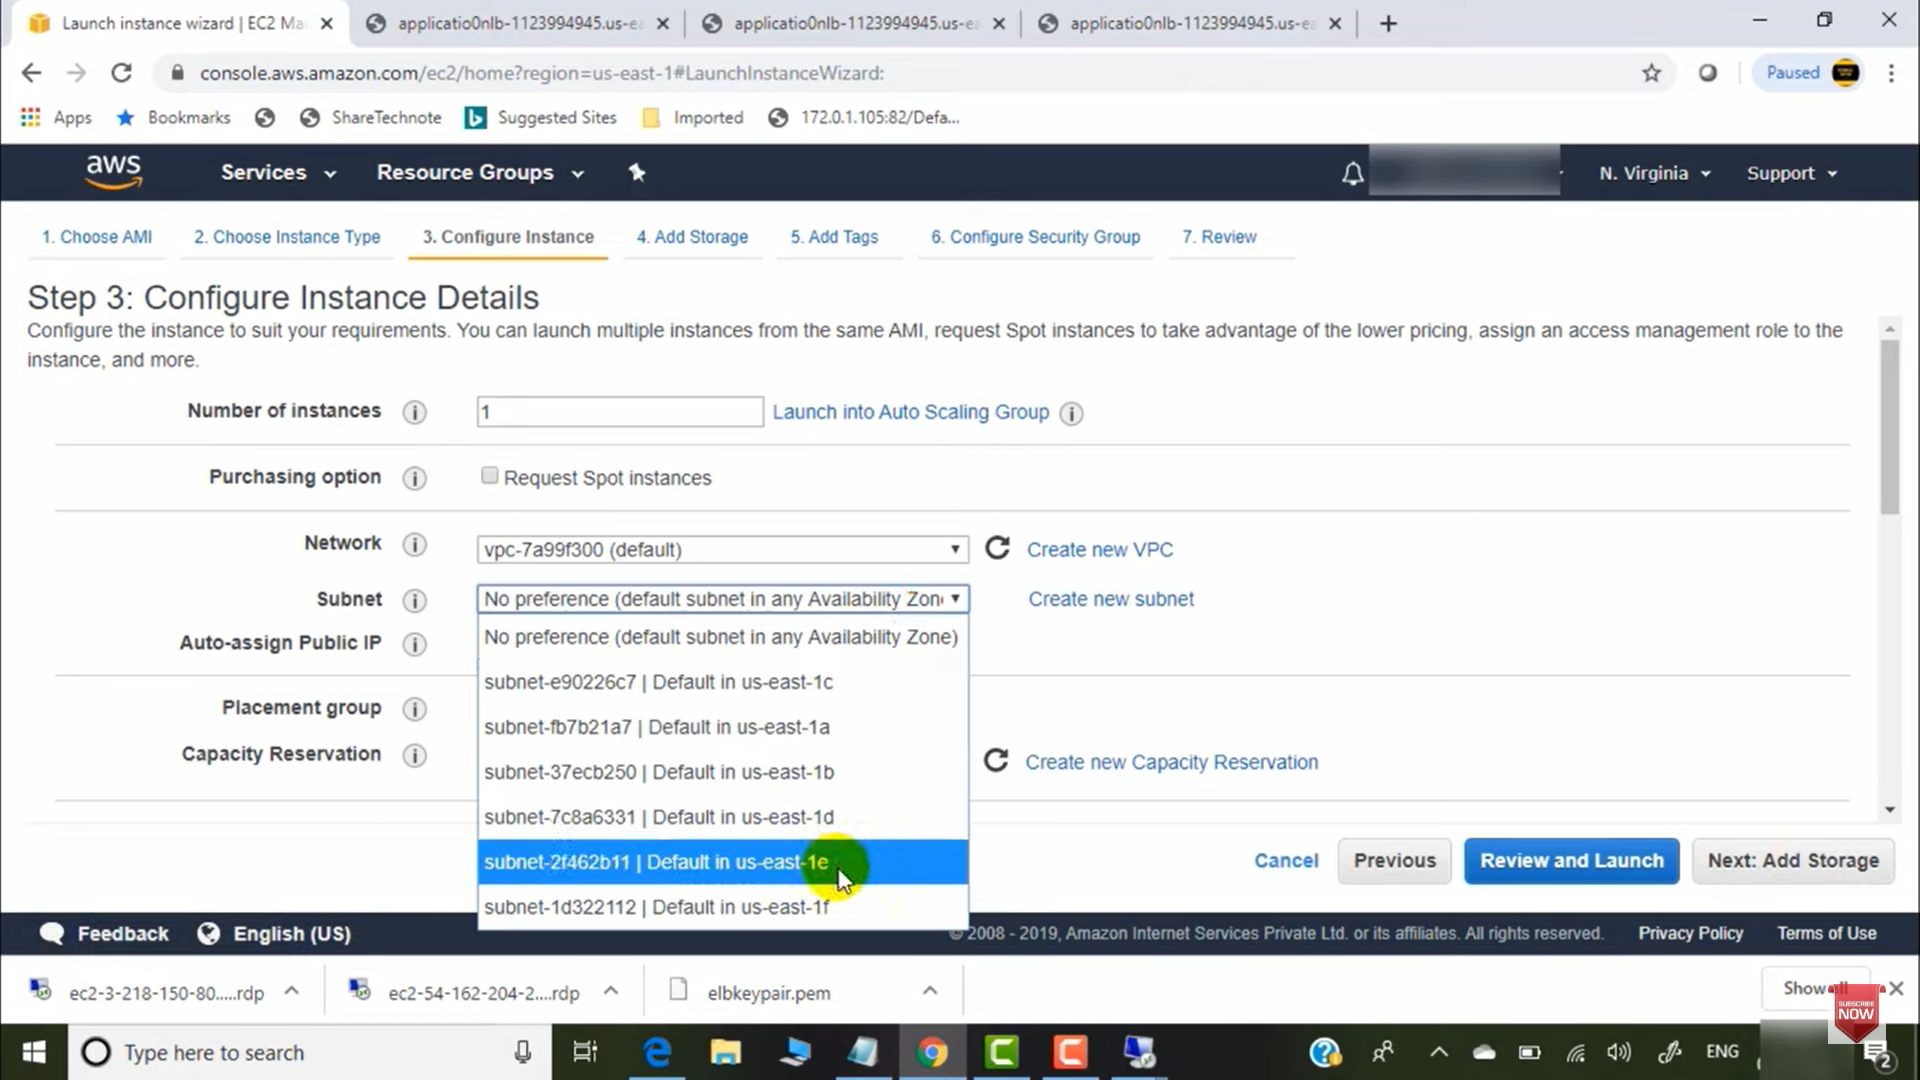 Launch instance wizard | EC2 Ma
applicatio0nlb-1123994945.us-ea
applicatio0nlb-1123994945.us-ea
applicatio0nlb-1123994945.us-ea
console.aws.amazon.com/ec2/home?region=us-east-1#LaunchInstanceWizard:
Paused
Apps
Bookmarks
ShareTechnote
Suggested Sites
Imported
172.0.1.105:82/Defa...
aws
Services
Resource Groups
N. Virginia
Support
1. Choose AMI
2. Choose Instance Type
3. Configure Instance
4. Add Storage
5. Add Tags
6. Configure Security Group
7. Review
Step 3: Configure Instance Details
Configure the instance to suit your requirements. You can launch multiple instances from the same AMI, request Spot instances to take advantage of the lower pricing, assign an access management role to the
instance, and more.
Number of instances
1
Launch into Auto Scaling Group
Purchasing option
Request Spot instances
Network
vpc-7a99f300 (default)
Create new VPC
Subnet
No preference (default subnet in any Availability Zon
Create new subnet
No preference (default subnet in any Availability Zone)
Auto-assign Public IP
subnet-e90226c7 | Default in us-east-1c
Placement group
subnet-fb7b21a7 | Default in us-east-1a
Capacity Reservation
subnet-37ecb250 | Default in us-east-1b
Create new Capacity Reservation
subnet-7c8a6331 | Default in us-east-1d
subnet-2f462b11 | Default in us-east-1e
subnet-1d322112 | Default in us-east-1f
Cancel
Previous
Review and Launch
Next: Add Storage
Feedback
English (US)
© 2008 - 2019, Amazon Internet Services Private Ltd. or its affiliates. All rights reserved.
Privacy Policy
Terms of Use
ec2-3-218-150-80.....rdp
ec2-54-162-204-2....rdp
elbkeypair.pem
Show all
SUBSCRIBE
NOW
Type here to search
ENG
2